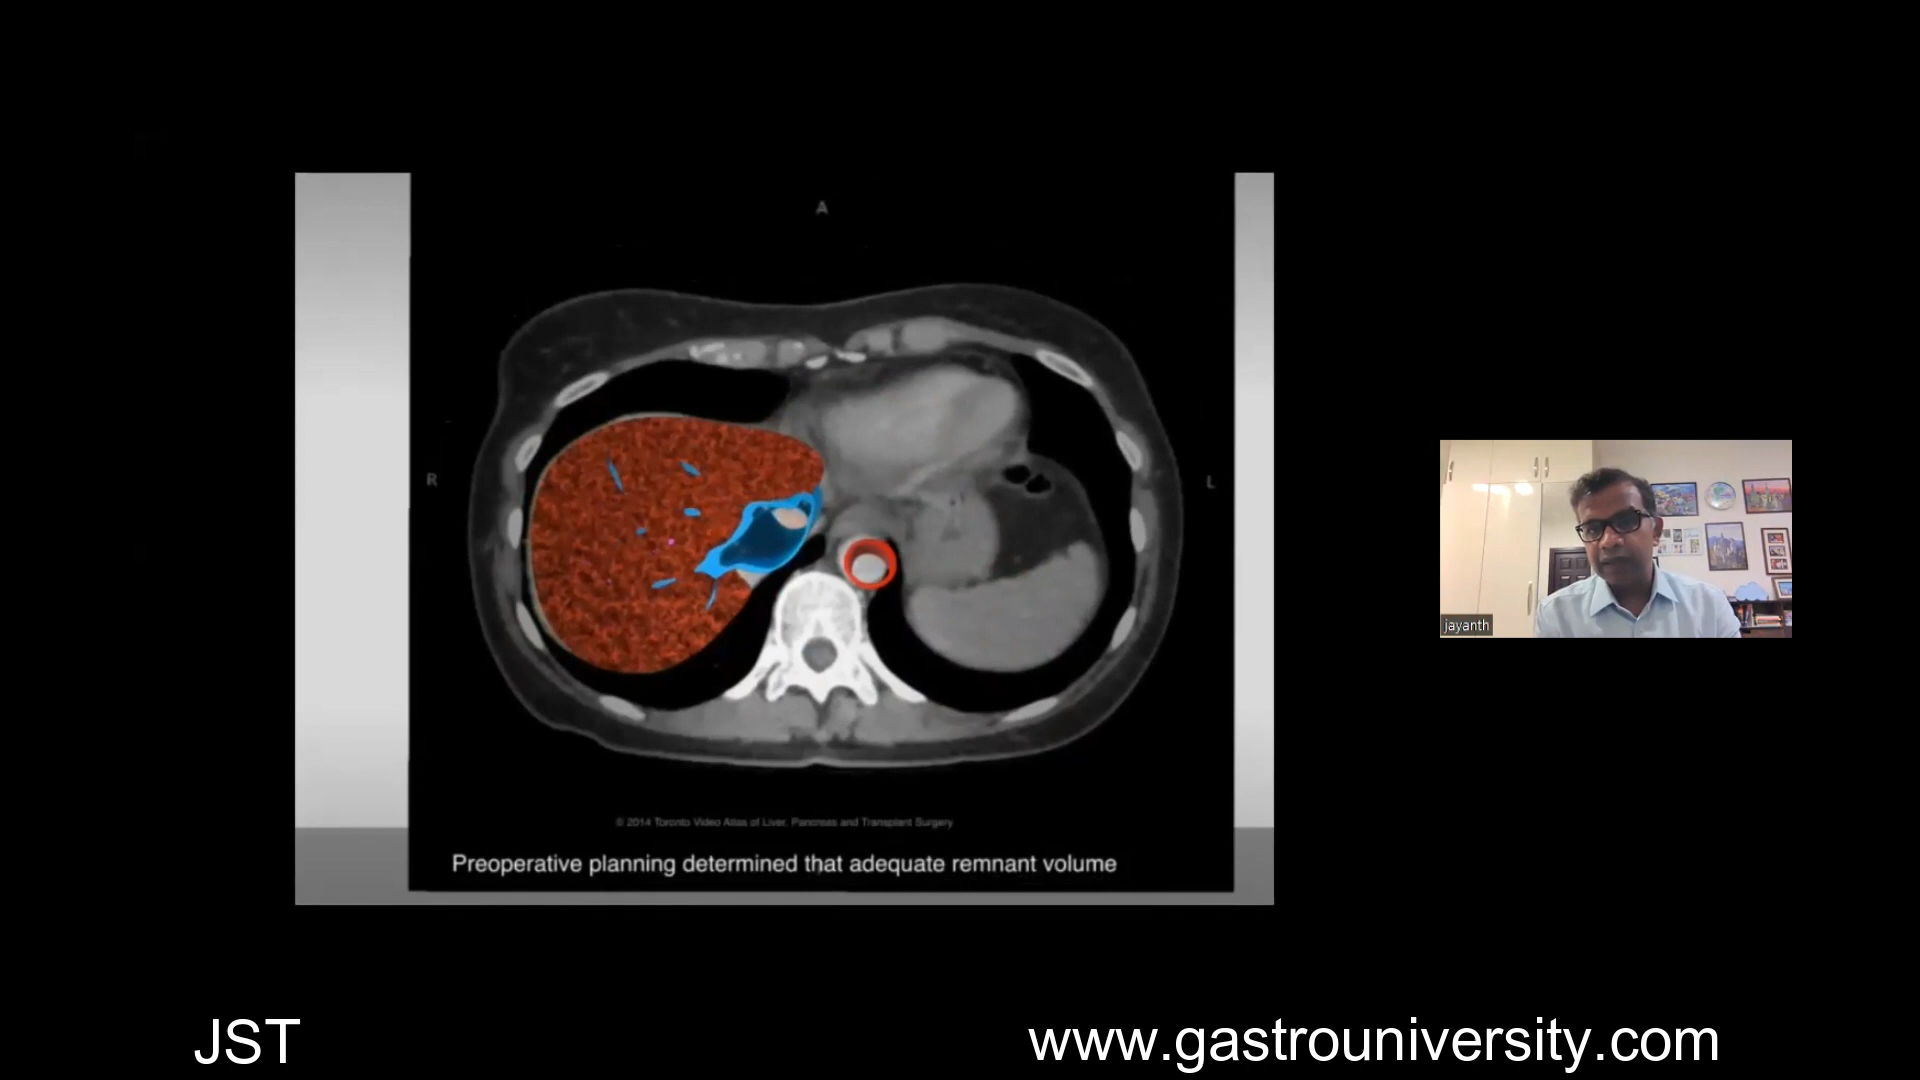 A
R
L
© 2014 Toronto Video Atlas of Liver, Pancreas and Transplant Surgery
Preoperative planning determined that adequate remnant volume
jayanth
JST
www.gastrouniversity.com